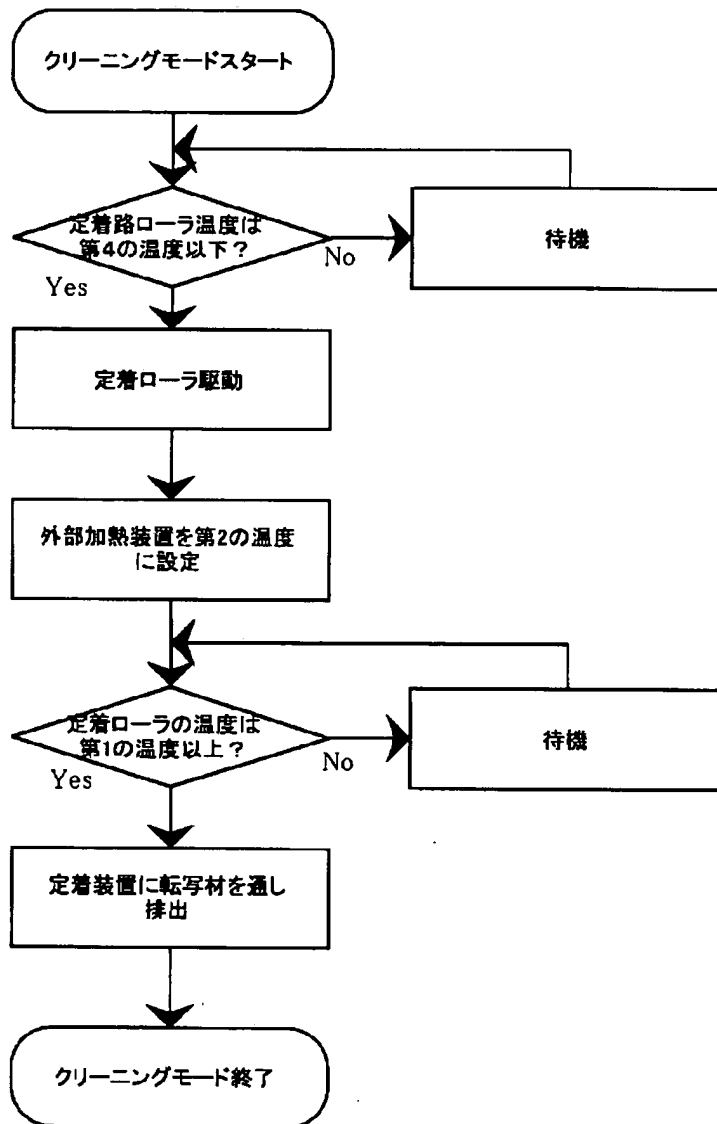 クリーニングモードスタート
定着路ローラ温度は
第4の温度以下？
No
待機
Yes
定着ローラ駆動
外部加熱装置を第2の温度
に設定
定着ローラの温度は
第1の温度以上？
No
待機
Yes
定着装置に転写材を通し
排出
クリーニングモード終了